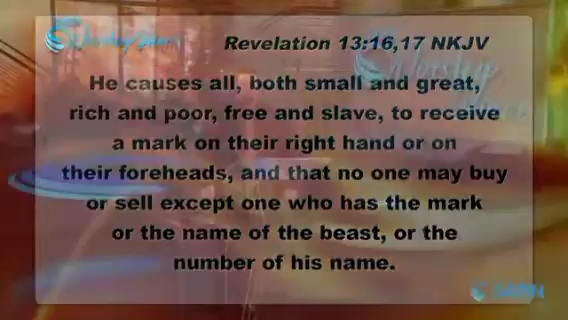 Worship Hour
Revelation 13:16,17 NKJV
He causes all, both small and great,
rich and poor, free and slave, to receive
a mark on their right hand or on
their foreheads, and that no one may buy
or sell except one who has the mark
or the name of the beast, or the
number of his name.